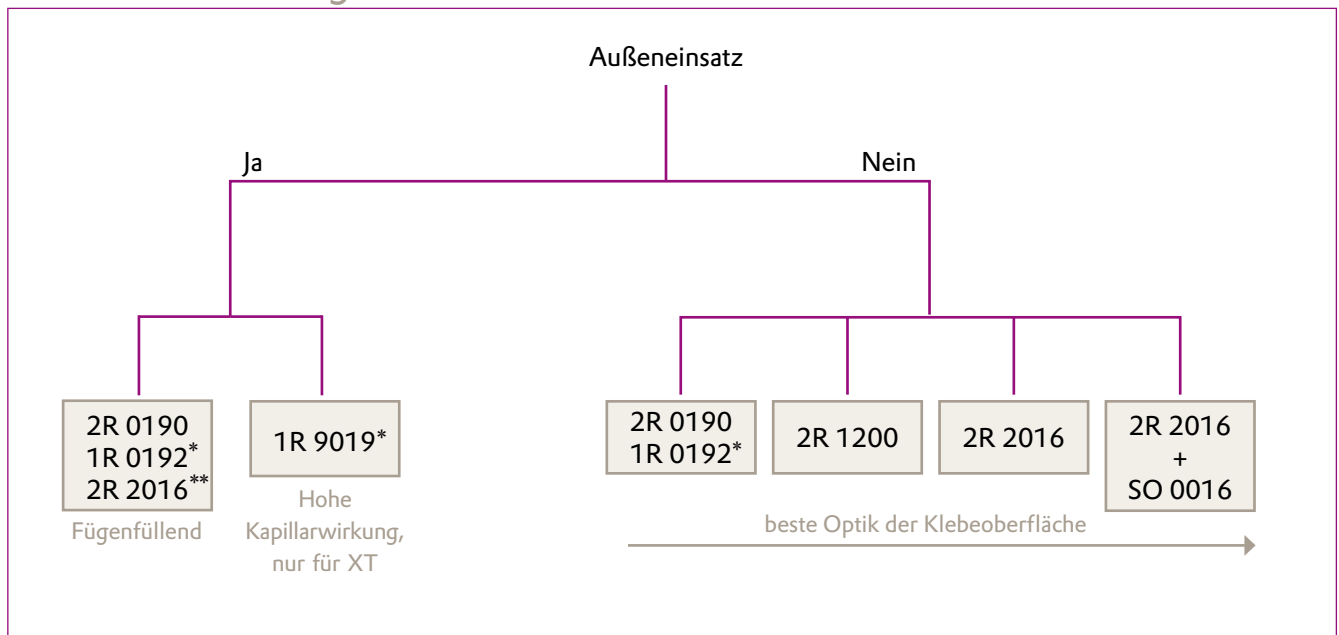 Außeneinsatz
Ja
Nein
2R 0190
1R 0192*
2R 2016**
Fügenfüllend
1R 9019*
Hohe
Kapillarwirkung,
nur für XT
2R 0190
1R 0192*
2R 1200
2R 2016
2R 2016
+
SO 0016
beste Optik der Klebeoberfläche